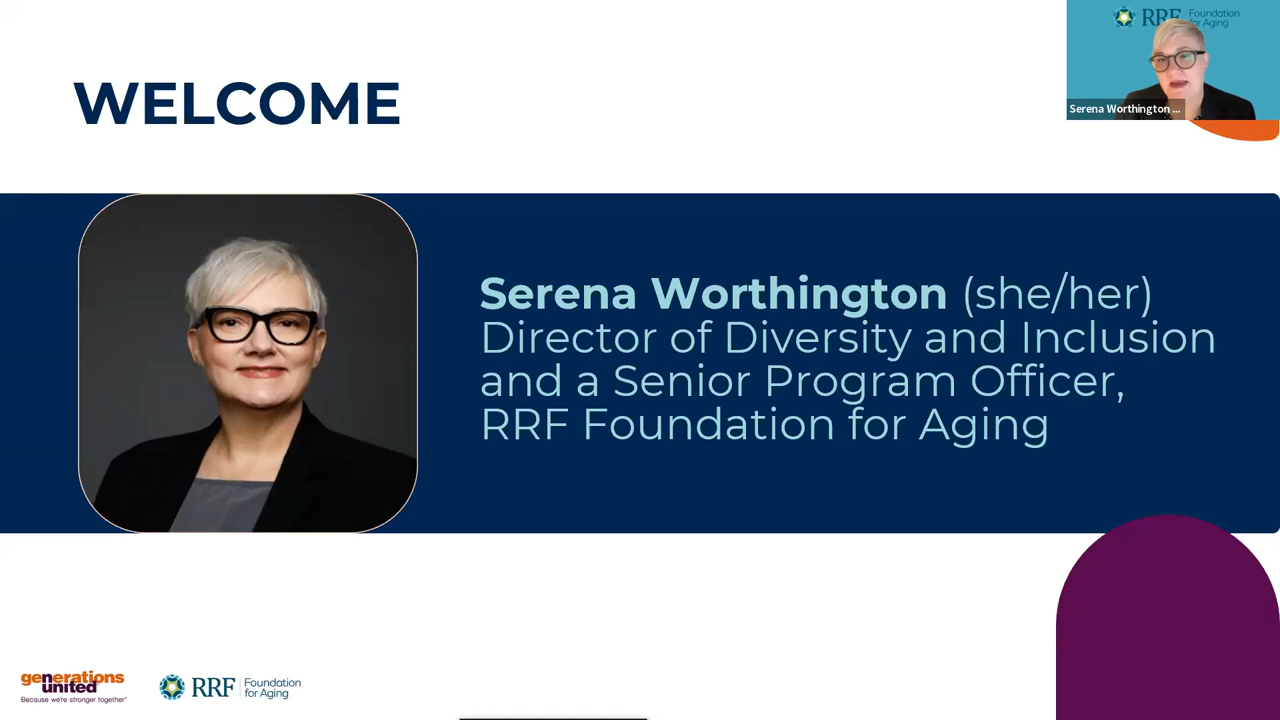 WELCOME
RRF Foundation
for Aging
Serena Worthington ...
Serena Worthington (she/her)
Director of Diversity and Inclusion
and a Senior Program Officer,
RRF Foundation for Aging
generations
united
Because we're stronger together®
RRF Foundation
for Aging